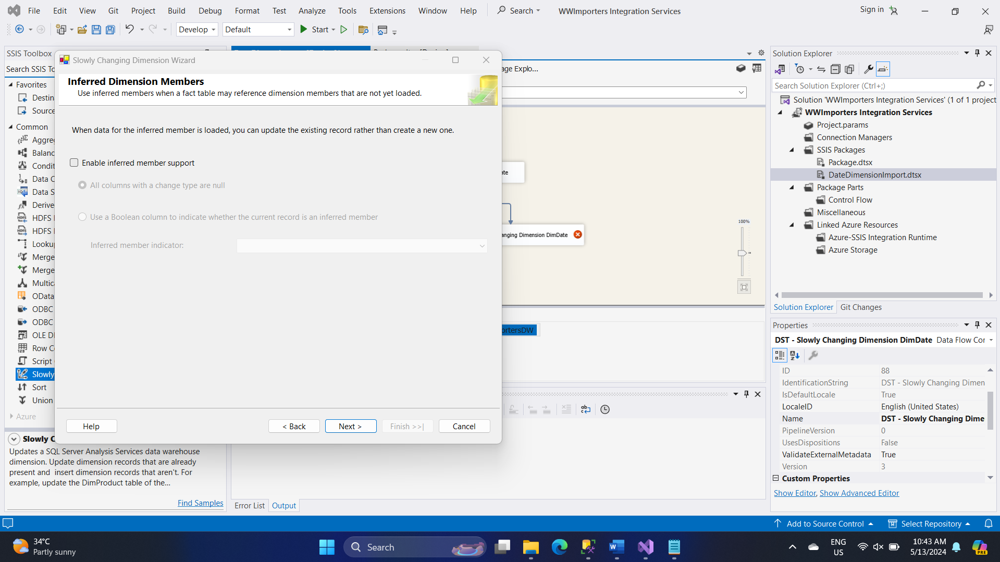 File Edit View Git Project Build Debug Format Test Analyze Tools Extensions Window Help Search WWImporters Integration Services Sign in
Develop Default Start
SSIS Toolbox
Search SSIS To
Favorites
Destin
Source
Common
Aggre
Balanc
Condit
Data C
Data S
Derive
HDFS
HDFS
Looku
Merge
Merge
Multic
OData
ODBC
ODBC
OLE D
Row C
Script
Slowly
Sort
Union
Azure
Slowly C
Updates a SQL Server Analysis Services data warehouse
dimension. Update dimension records that are already
present and insert dimension records that aren't. For
example, update the DimProduct table of the...
Find Samples
Slowly Changing Dimension Wizard
Inferred Dimension Members
Use inferred members when a fact table may reference dimension members that are not yet loaded.
When data for the inferred member is loaded, you can update the existing record rather than create a new one.
Enable inferred member support
All columns with a change type are null
Use a Boolean column to indicate whether the current record is an inferred member
Inferred member indicator:
Help < Back Next > Finish >>| Cancel
age Explo...
ate
anging Dimension DimDate
100%
ortersDW
Error List Output
Solution Explorer
Search Solution Explorer (Ctrl+;)
Solution 'WWImporters Integration Services' (1 of 1 project
WWImporters Integration Services
Project.params
Connection Managers
SSIS Packages
Package.dtsx
DateDimensionImport.dtsx
Package Parts
Control Flow
Miscellaneous
Linked Azure Resources
Azure-SSIS Integration Runtime
Azure Storage
Solution Explorer Git Changes
Properties
DST - Slowly Changing Dimension DimDate Data Flow Cor
ID 88
IdentificationString DST - Slowly Changing Dimen
IsDefaultLocale True
LocaleID English (United States)
Name DST - Slowly Changing Dime
PipelineVersion 0
UsesDispositions False
ValidateExternalMetadata True
Version 3
Custom Properties
Show Editor, Show Advanced Editor
Add to Source Control Select Repository
34°C
Partly sunny
Search
ENG
US
10:43 AM
5/13/2024
PRE